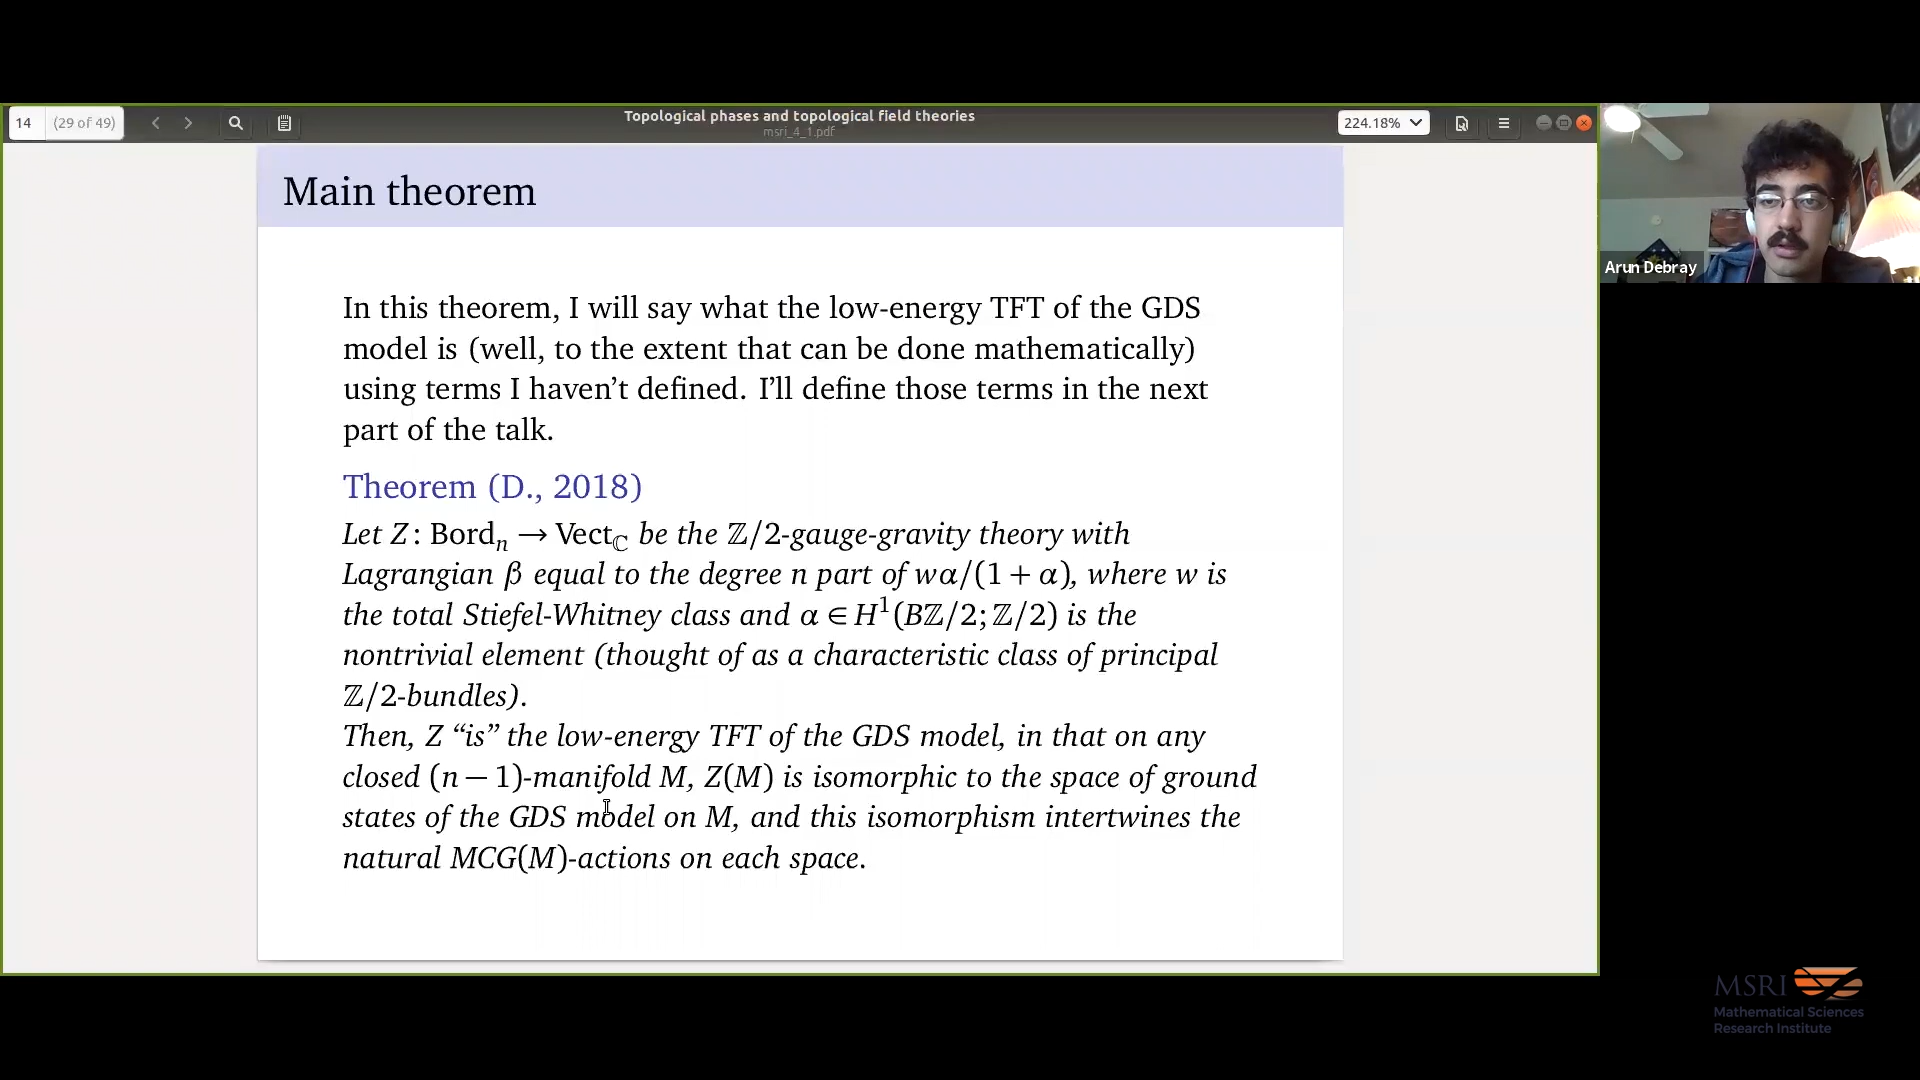 14 (29 of 49)
Topological phases and topological field theories
msri_4_1.pdf
224.18%
Main theorem
In this theorem, I will say what the low-energy TFT of the GDS
model is (well, to the extent that can be done mathematically)
using terms I haven’t defined. I’ll define those terms in the next
part of the talk.
Theorem (D., 2018)
Let Z: Bordₙ → Vect_ℂ be the ℤ/2-gauge-gravity theory with
Lagrangian β equal to the degree n part of wα/(1 + α), where w is
the total Stiefel-Whitney class and α ∈ H¹(Bℤ/2; ℤ/2) is the
nontrivial element (thought of as a characteristic class of principal
ℤ/2-bundles).
Then, Z “is” the low-energy TFT of the GDS model, in that on any
closed (n − 1)-manifold M, Z(M) is isomorphic to the space of ground
states of the GDS model on M, and this isomorphism intertwines the
natural MCG(M)-actions on each space.
Arun Debray
MSRI
Mathematical Sciences
Research Institute